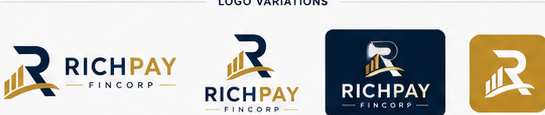 LOGO VARIATIONS
R RICHPAY
FINCORP
R
RICHPAY
FINCORP
R
RICHPAY
FINCORP
R